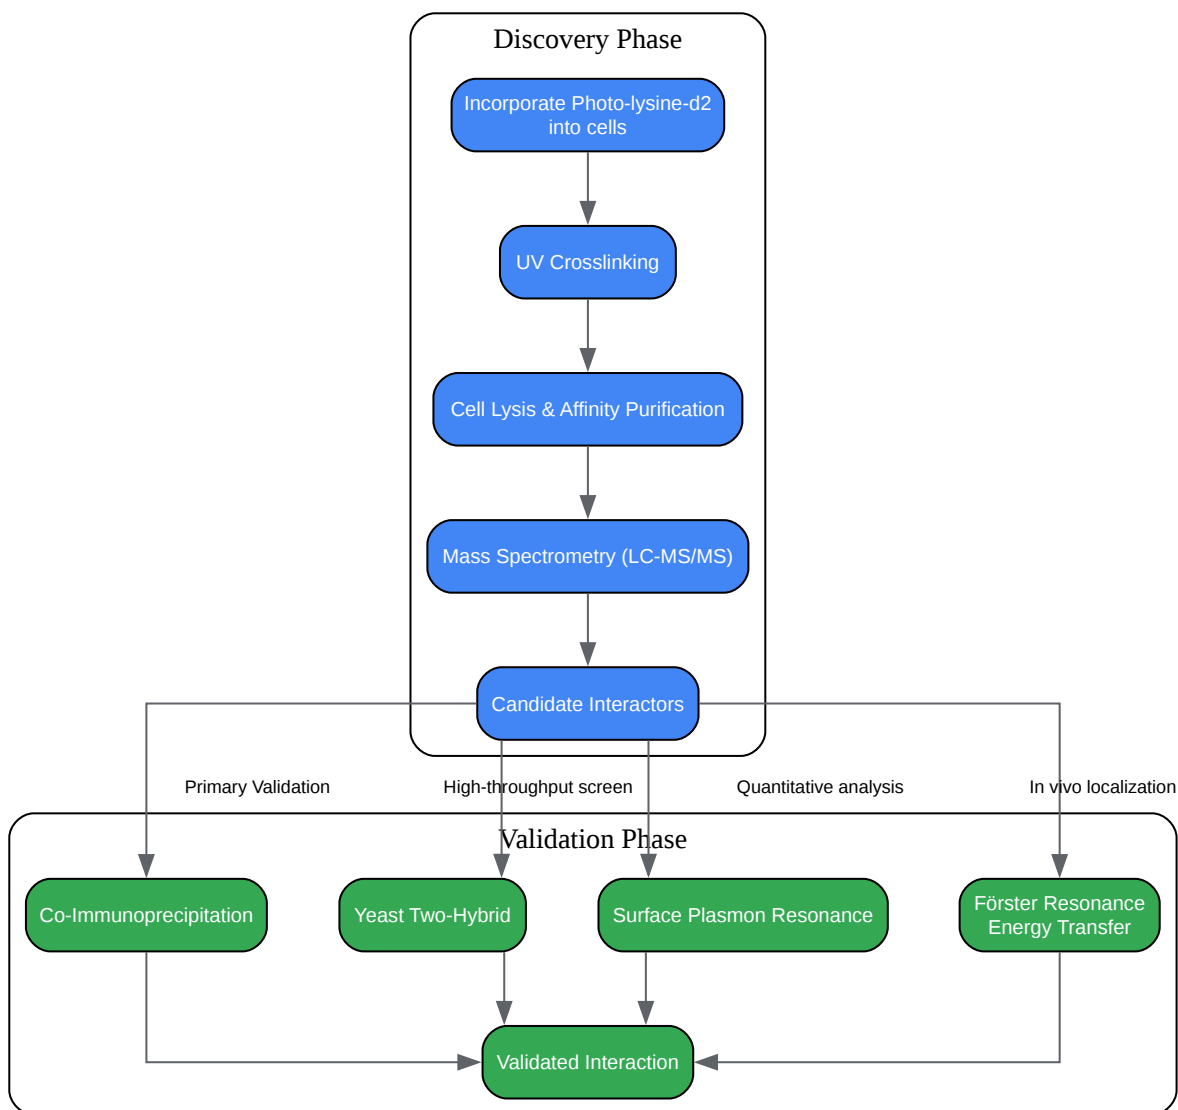 Discovery Phase
Incorporate Photo-lysine-d2
into cells
UV Crosslinking
Cell Lysis & Affinity Purification
Mass Spectrometry (LC-MS/MS)
Candidate Interactors
Primary Validation
High-throughput screen
Quantitative analysis
In vivo localization
Validation Phase
Co-Immunoprecipitation
Yeast Two-Hybrid
Surface Plasmon Resonance
Förster Resonance
Energy Transfer
Validated Interaction